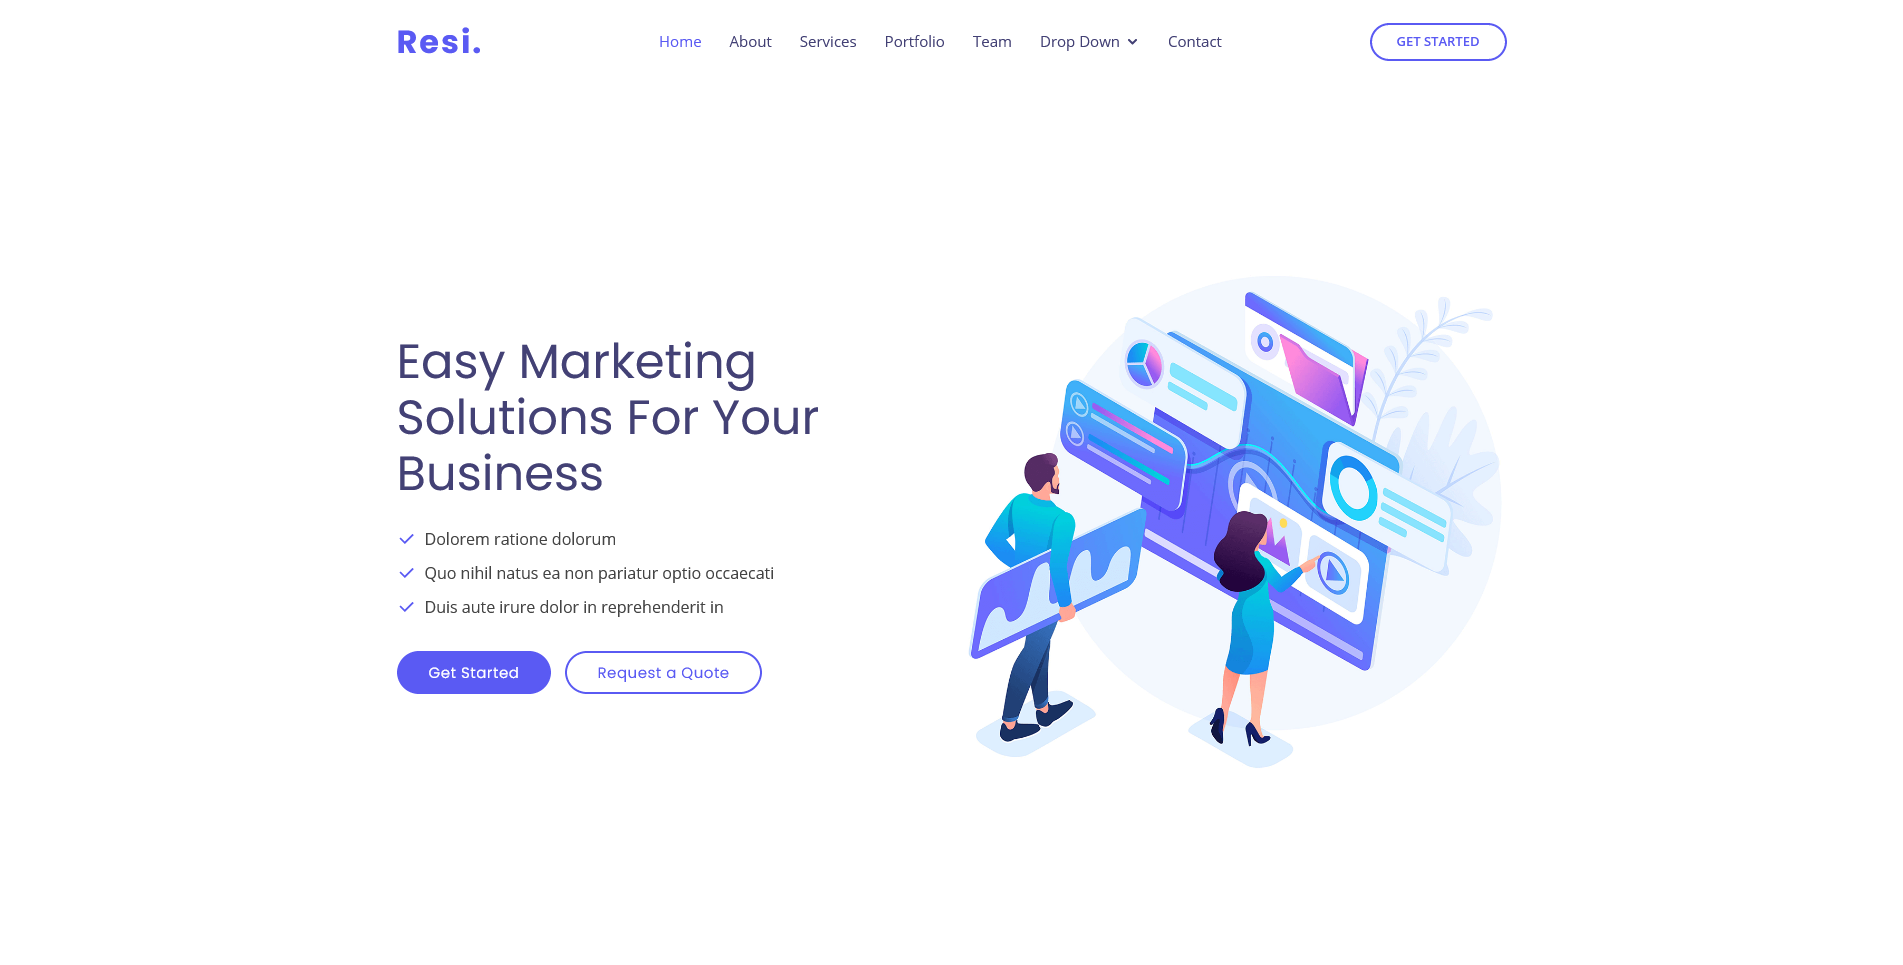 Resi.
Home About Services Portfolio Team Drop Down Contact
GET STARTED
Easy Marketing
Solutions For Your
Business
Dolorem ratione dolorum
Quo nihil natus ea non pariatur optio occaecati
Duis aute irure dolor in reprehenderit in
Get Started
Request a Quote